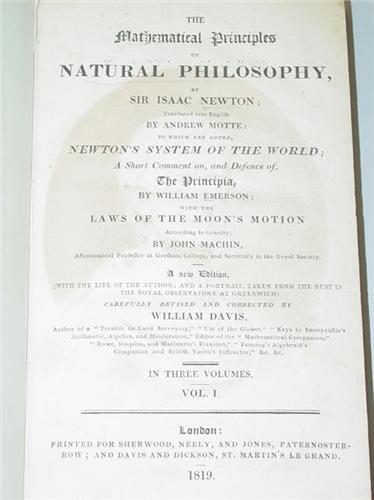 THE
Mathematical Principles
OF
NATURAL PHILOSOPHY,
BY
SIR ISAAC NEWTON;
Translated into English
BY ANDREW MOTTE:
TO WHICH ARE ADDED,
NEWTON'S SYSTEM OF THE WORLD;
A Short Comment on, and Defence of,
The Principia,
BY WILLIAM EMERSON;
WITH THE
LAWS OF THE MOON'S MOTION
According to Gravity,
BY JOHN MACHIN,
Astronomical Professor at Gresham College, and Secretary to the Royal Society.
A new Edition,
(WITH THE LIFE OF THE AUTHOR; AND A PORTRAIT, TAKEN FROM THE BUST IN
THE ROYAL OBSERVATORY AT GREENWICH)
CAREFULLY REVISED AND CORRECTED BY
WILLIAM DAVIS,
Author of a "Treatise on Land Surveying," "Use of the Globes," "Keys to Bonnycastle's
Arithmetic, Algebra, and Mensuration," Editor of the "Mathematical Companion,"
"Rowe, Simpson, and Maclaurin's Fluxions," "Fenning's Algebraist's
Companion and British Youth's Instructor," &c. &c.
IN THREE VOLUMES.
VOL. I.
London:
PRINTED FOR SHERWOOD, NEELY, AND JONES, PATERNOSTER-
ROW; AND DAVIS AND DICKSON, ST. MARTIN'S LE GRAND.
1819.